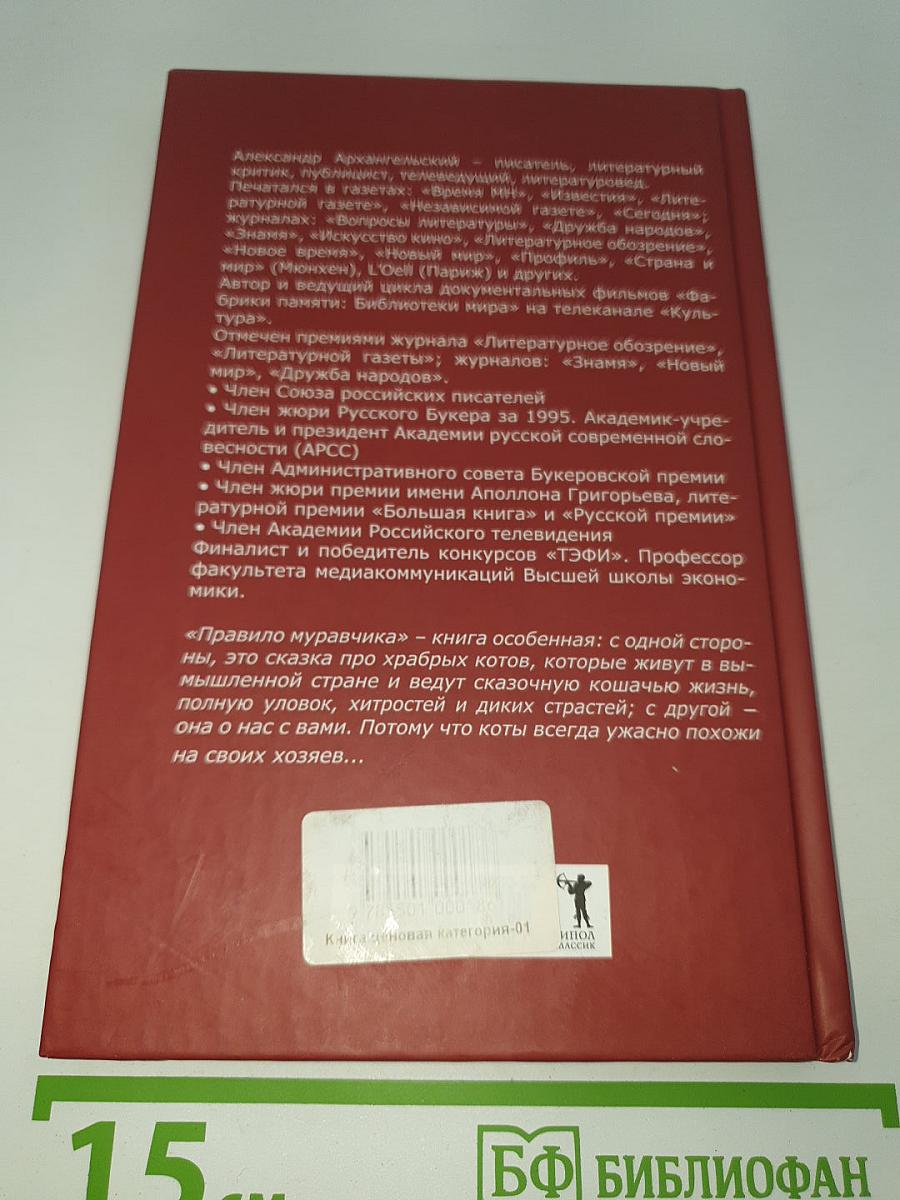 Александр Архангельский – писатель, литературный
критик, публицист, телеведущий, литературовед.
Печатался в газетах: «Время МН», «Известия», «Лите-
ратурной газете», «Независимой газете», «Сегодня»;
журналах: «Вопросы литературы», «Дружба народов»,
«Знамя», «Искусство кино», «Литературное обозрение»,
«Новое время», «Новый мир», «Профиль», «Страна и
мир» (Мюнхен), L'Oeil (Париж) и других.
Автор и ведущий цикла документальных фильмов «Фа-
брики памяти: Библиотеки мира» на телеканале «Куль-
тура».
Отмечен премиями журнала «Литературное обозрение»,
«Литературной газеты»; журналов: «Знамя», «Новый
мир», «Дружба народов».
• Член Союза российских писателей
• Член жюри Русского Букера за 1995. Академик-учре-
дитель и президент Академии русской современной сло-
весности (АРСС)
• Член Административного совета Букеровской премии
• Член жюри премии имени Аполлона Григорьева, лите-
ратурной премии «Большая книга» и «Русской премии»
• Член Академии Российского телевидения
Финалист и победитель конкурсов «ТЭФИ». Профессор
факультета медиакоммуникаций Высшей школы эконо-
мики.
«Правило муравчика» – книга особенная: с одной сторо-
ны, это сказка про храбрых котов, которые живут в вы-
мышленной стране и ведут сказочную кошачью жизнь,
полную уловок, хитростей и диких страстей; с другой –
она о нас с вами. Потому что коты всегда ужасно похожи
на своих хозяев...
Книга ценовая категория-01
ИПОЛ
ЛАССИК
15 см
БФ БИБЛИОФАН